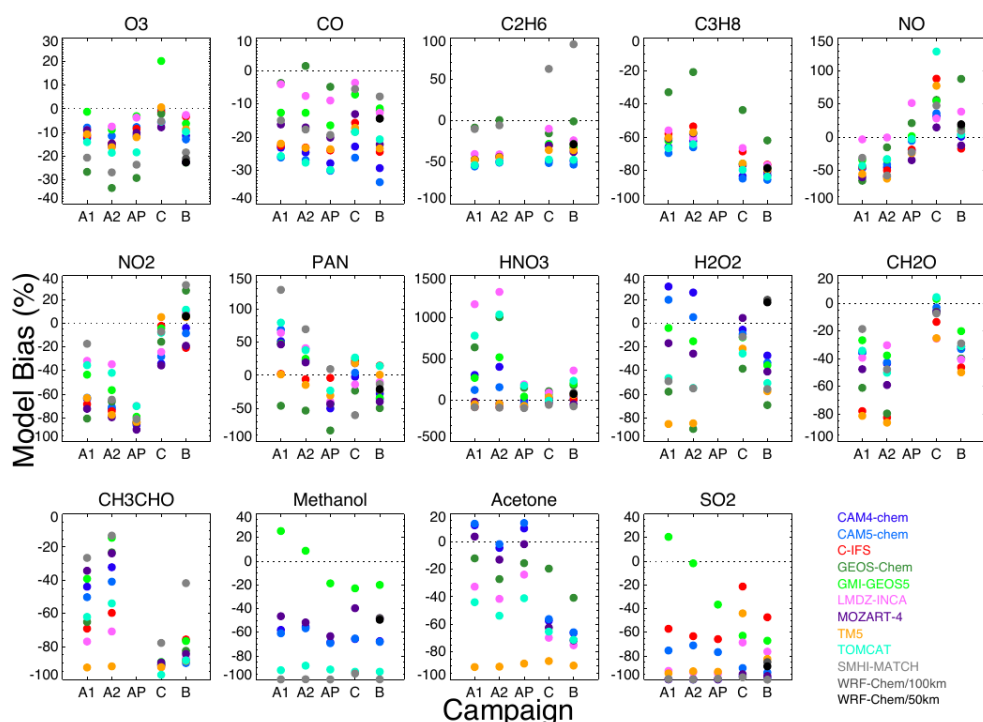 O3 CO C2H6 C3H8 NO
30 20 10 0 -10 -20 -30 -40
10 0 -10 -20 -30 -40
100 50 0 -50 -100
0 -20 -40 -60 -80 -100
150 100 50 0 -50 -100
A1 A2 AP C B
A1 A2 AP C B
A1 A2 AP C B
A1 A2 AP C B
A1 A2 AP C B
NO2 PAN HNO3 H2O2 CH2O
40 20 0 -20 -40 -60 -80 -100
150 100 50 0 -50 -100
1500 1000 500 0 -500
40 20 0 -20 -40 -60 -80 -100
20 0 -20 -40 -60 -80 -100
A1 A2 AP C B
A1 A2 AP C B
A1 A2 AP C B
A1 A2 AP C B
A1 A2 AP C B
Model Bias (%)
CH3CHO Methanol Acetone SO2
-20 -40 -60 -80 -100
40 20 0 -20 -40 -60 -80 -100
20 0 -20 -40 -60 -80 -100
40 20 0 -20 -40 -60 -80 -100
A1 A2 AP C B
A1 A2 AP C B
A1 A2 AP C B
A1 A2 AP C B
Campaign
CAM4-chem
CAM5-chem
C-IFS
GEOS-Chem
GMI-GEOS5
LMDZ-INCA
MOZART-4
TM5
TOMCAT
SMHI-MATCH
WRF-Chem/100km
WRF-Chem/50km